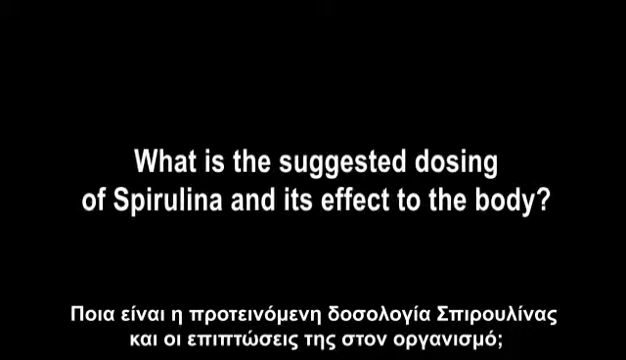 What is the suggested dosing
of Spirulina and its effect to the body?
Ποια είναι η προτεινόμενη δοσολογία Σπιρουλίνας
και οι επιπτώσεις της στον οργανισμό;